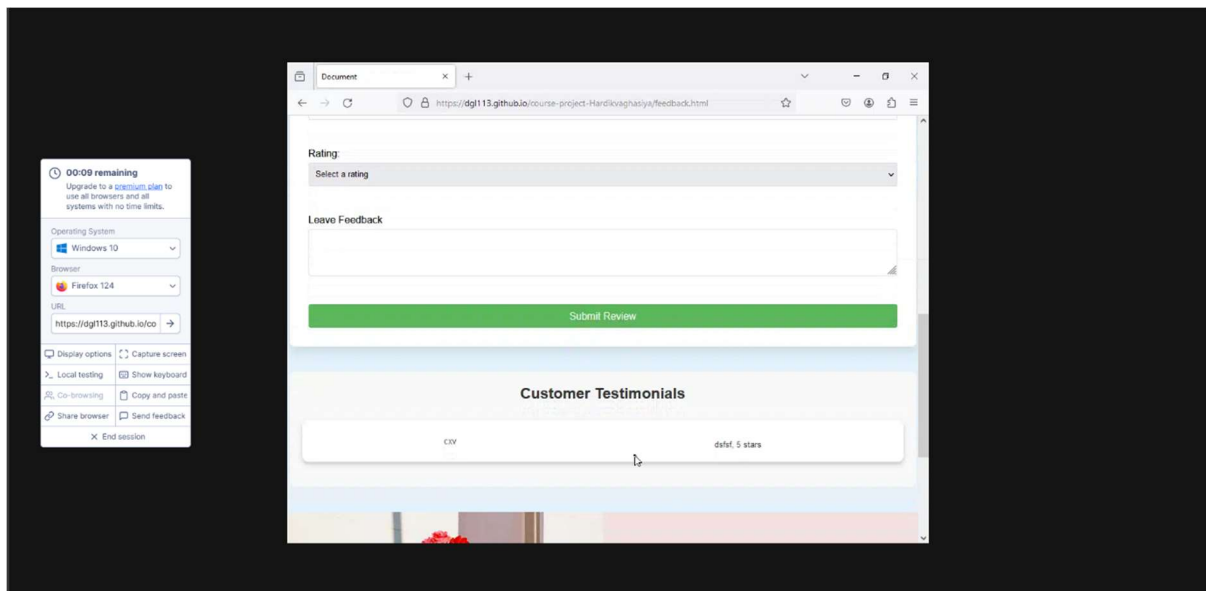 Document
https://dgl113.github.io/course-project-Hardikvaghasiya/feedback.html
00:09 remaining
Upgrade to a premium plan to
use all browsers and all
systems with no time limits.
Operating System
Windows 10
Browser
Firefox 124
URL
https://dgl113.github.io/co
Display options
Capture screen
Local testing
Show keyboard
Co-browsing
Copy and paste
Share browser
Send feedback
End session
Rating:
Select a rating
Leave Feedback
Submit Review
Customer Testimonials
cxv
dsfsf, 5 stars